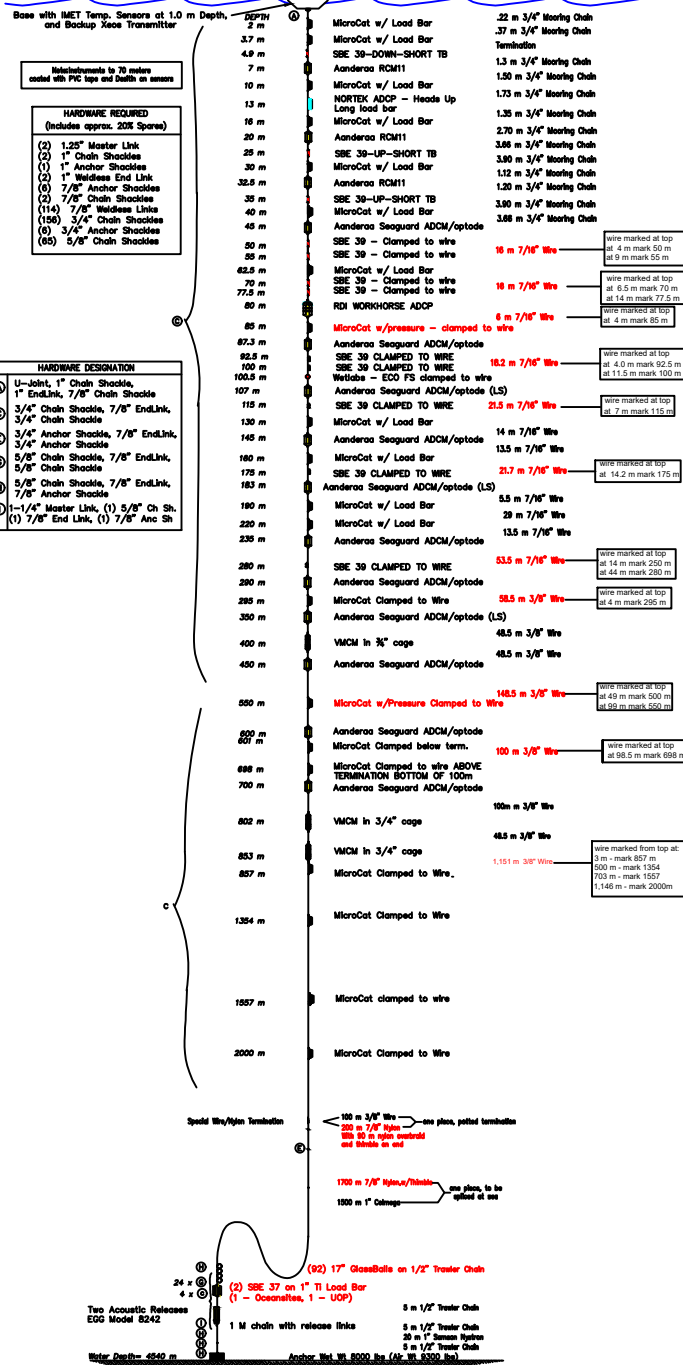 Base with IMET Temp. Sensors at 1.0 m Depth,
and Backup Xeos Transmitter
DEPTH
A
2 m MicroCat w/ Load Bar .22 m 3/4" Mooring Chain
3.7 m MicroCat w/ Load Bar .37 m 3/4" Mooring Chain
4.9 m SBE 39-DOWN-SHORT TB Termination
7 m Aanderaa RCM11 1.3 m 3/4" Mooring Chain
10 m MicroCat w/ Load Bar 1.50 m 3/4" Mooring Chain
13 m NORTEK ADCP - Heads Up 1.73 m 3/4" Mooring Chain
Long load bar
16 m MicroCat w/ Load Bar 1.35 m 3/4" Mooring Chain
20 m Aanderaa RCM11 2.70 m 3/4" Mooring Chain
25 m SBE 39-UP-SHORT TB 3.66 m 3/4" Mooring Chain
30 m MicroCat w/ Load Bar 3.90 m 3/4" Mooring Chain
32.5 m Aanderaa RCM11 1.12 m 3/4" Mooring Chain
35 m SBE 39-UP-SHORT TB 1.20 m 3/4" Mooring Chain
40 m MicroCat w/ Load Bar 3.90 m 3/4" Mooring Chain
45 m Aanderaa Seaguard ADCM/optode 3.66 m 3/4" Mooring Chain
Note:instruments to 70 meters
coated with PVC tape and Desitin on sensors
HARDWARE REQUIRED
(Includes approx. 20% Spares)
(2) 1.25" Master Link
(2) 1" Chain Shackles
(1) 1" Anchor Shackles
(2) 1" Weldless End Link
(6) 7/8" Anchor Shackles
(2) 7/8" Chain Shackles
(114) 7/8" Weldless Links
(156) 3/4" Chain Shackles
(6) 3/4" Anchor Shackles
(65) 5/8" Chain Shackles
50 m SBE 39 - Clamped to wire
55 m SBE 39 - Clamped to wire
16 m 7/16" Wire
wire marked at top
at 4 m mark 50 m
at 9 m mark 55 m
62.5 m MicroCat w/ Load Bar
70 m SBE 39 - Clamped to wire
77.5 m SBE 39 - Clamped to wire
16 m 7/16" Wire
wire marked at top
at 6.5 m mark 70 m
at 14 m mark 77.5 m
80 m RDI WORKHORSE ADCP
C
85 m MicroCat w/pressure - clamped to wire
6 m 7/16" Wire
wire marked at top
at 4 m mark 85 m
87.3 m Aanderaa Seaguard ADCM/optode
92.5 m SBE 39 CLAMPED TO WIRE
100 m SBE 39 CLAMPED TO WIRE
100.5 m Wetlabs - ECO FS clamped to wire
16.2 m 7/16" Wire
wire marked at top
at 4.0 m mark 92.5 m
at 11.5 m mark 100 m
107 m Aanderaa Seaguard ADCM/optode (LS)
115 m SBE 39 CLAMPED TO WIRE
21.5 m 7/16" Wire
wire marked at top
at 7 m mark 115 m
130 m MicroCat w/ Load Bar
14 m 7/16" Wire
145 m Aanderaa Seaguard ADCM/optode
13.5 m 7/16" Wire
160 m MicroCat w/ Load Bar
175 m SBE 39 CLAMPED TO WIRE
21.7 m 7/16" Wire
wire marked at top
at 14.2 m mark 175 m
183 m Aanderaa Seaguard ADCM/optode (LS)
5.5 m 7/16" Wire
190 m MicroCat w/ Load Bar
29 m 7/16" Wire
220 m MicroCat w/ Load Bar
13.5 m 7/16" Wire
235 m Aanderaa Seaguard ADCM/optode
HARDWARE DESIGNATION
U-Joint, 1" Chain Shackle,
1" EndLink, 7/8" Chain Shackle
3/4" Chain Shackle, 7/8" EndLink,
3/4" Chain Shackle
3/4" Anchor Shackle, 7/8" EndLink,
3/4" Anchor Shackle
5/8" Chain Shackle, 7/8" EndLink,
5/8" Chain Shackle
5/8" Chain Shackle, 7/8" EndLink,
7/8" Anchor Shackle
1-1/4" Master Link, (1) 5/8" Ch Sh.
(1) 7/8" End Link, (1) 7/8" Anc Sh
280 m SBE 39 CLAMPED TO WIRE
53.5 m 7/16" Wire
wire marked at top
at 14 m mark 250 m
at 44 m mark 280 m
290 m Aanderaa Seaguard ADCM/optode
295 m MicroCat Clamped to Wire
58.5 m 3/8" Wire
wire marked at top
at 4 m mark 295 m
350 m Aanderaa Seaguard ADCM/optode (LS)
48.5 m 3/8" Wire
400 m VMCM in ¾" cage
48.5 m 3/8" Wire
450 m Aanderaa Seaguard ADCM/optode
550 m MicroCat w/Pressure Clamped to Wire
148.5 m 3/8" Wire
wire marked at top
at 49 m mark 500 m
at 99 m mark 550 m
600 m Aanderaa Seaguard ADCM/optode
601 m MicroCat Clamped below term.
100 m 3/8" Wire
wire marked at top
at 98.5 m mark 698 m
698 m MicroCat Clamped to wire ABOVE
TERMINATION BOTTOM OF 100m
700 m Aanderaa Seaguard ADCM/optode
100m m 3/8" Wire
802 m VMCM in 3/4" cage
48.5 m 3/8" Wire
853 m VMCM in 3/4" cage
857 m MicroCat Clamped to Wire.
1,151 m 3/8" Wire
wire marked from top at:
3 m - mark 857 m
500 m - mark 1354
703 m - mark 1557
1,146 m - mark 2000m
C
1354 m MicroCat Clamped to Wire
1557 m MicroCat clamped to wire
2000 m MicroCat Clamped to Wire
Special Wire/Nylon Termination
100 m 3/8" Wire
200 m 7/8" Nylon
With 90 m nylon overbraid
and thimble on end
one piece, potted termination
E
1700 m 7/8" Nylon,w/Thimble
1500 m 1" Colmega
one piece, to be
spliced at sea
H
24 x G
4 x G
(92) 17" GlassBalls on 1/2" Trawler Chain
(2) SBE 37 on 1" Ti Load Bar
(1 - Oceansites, 1 - UOP)
Two Acoustic Releases
EGG Model 8242
I
H
H
H
1 M chain with release links
5 m 1/2" Trawler Chain
5 m 1/2" Trawler Chain
20 m 1" Samson Nystron
5 m 1/2" Trawler Chain
Water Depth= 4540 m
Anchor Wet Wt 8000 lbs (Air Wt 9300 lbs)